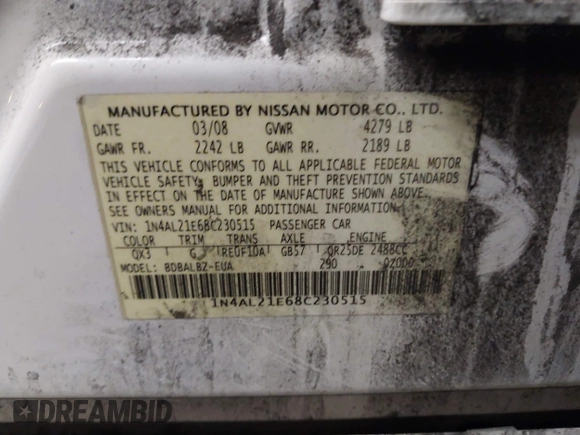 MANUFACTURED BY NISSAN MOTOR CO., LTD.
DATE 03/08 GVWR 4279 LB
GAWR FR. 2242 LB GAWR RR. 2189 LB
THIS VEHICLE CONFORMS TO ALL APPLICABLE FEDERAL MOTOR
VEHICLE SAFETY, BUMPER AND THEFT PREVENTION STANDARDS
IN EFFECT ON THE DATE OF MANUFACTURE SHOWN ABOVE.
SEE OWNERS MANUAL FOR ADDITIONAL INFORMATION.
VIN: 1N4AL21E68C230515 PASSENGER CAR
COLOR TRIM TRANS AXLE ENGINE
QX3 G RE0F10A GB57 QR25DE 2488CC
MODEL: BDBALBZ-EUA 290 0Z000
1N4AL21E68C230515
DREAMBID